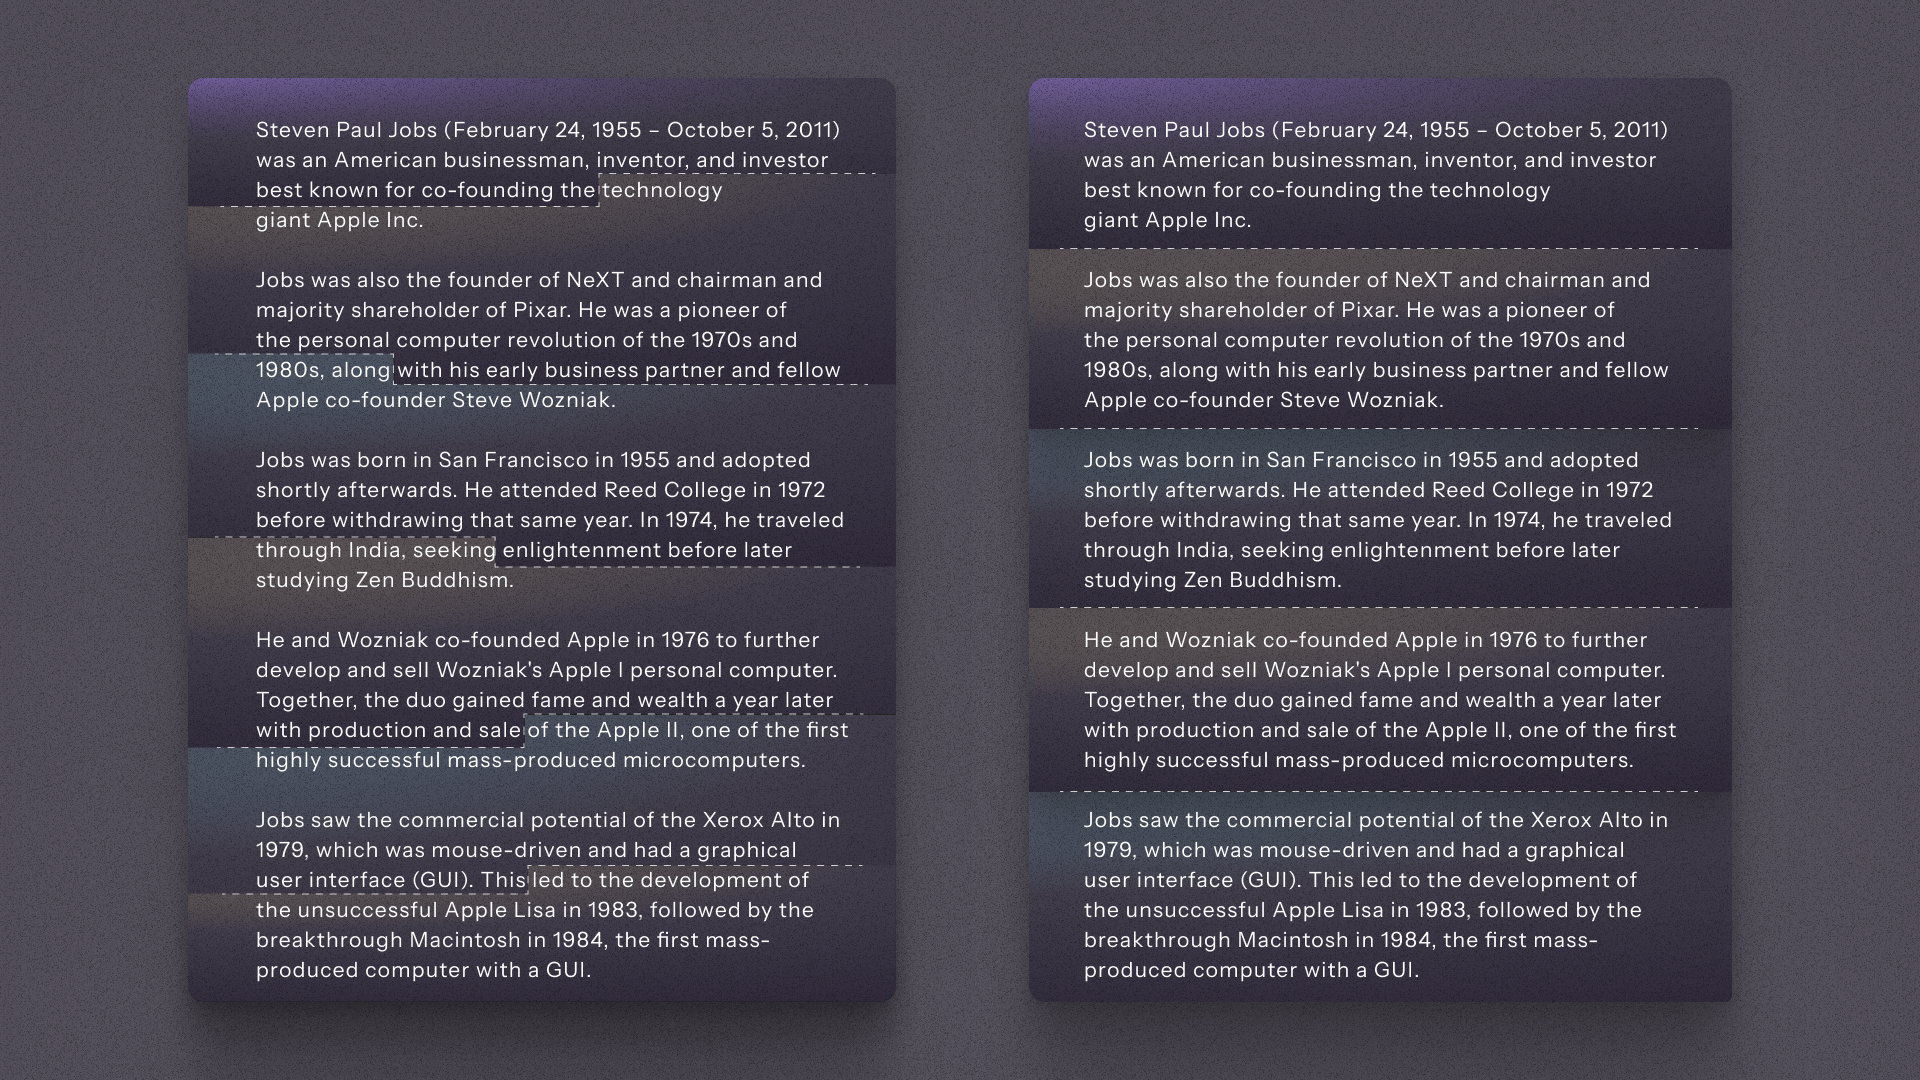 Steven Paul Jobs (February 24, 1955 – October 5, 2011)
was an American businessman, inventor, and investor
best known for co-founding the technology
giant Apple Inc.
Jobs was also the founder of NeXT and chairman and
majority shareholder of Pixar. He was a pioneer of
the personal computer revolution of the 1970s and
1980s, along with his early business partner and fellow
Apple co-founder Steve Wozniak.
Jobs was born in San Francisco in 1955 and adopted
shortly afterwards. He attended Reed College in 1972
before withdrawing that same year. In 1974, he traveled
through India, seeking enlightenment before later
studying Zen Buddhism.
He and Wozniak co-founded Apple in 1976 to further
develop and sell Wozniak's Apple I personal computer.
Together, the duo gained fame and wealth a year later
with production and sale of the Apple II, one of the first
highly successful mass-produced microcomputers.
Jobs saw the commercial potential of the Xerox Alto in
1979, which was mouse-driven and had a graphical
user interface (GUI). This led to the development of
the unsuccessful Apple Lisa in 1983, followed by the
breakthrough Macintosh in 1984, the first mass-
produced computer with a GUI.
Steven Paul Jobs (February 24, 1955 – October 5, 2011)
was an American businessman, inventor, and investor
best known for co-founding the technology
giant Apple Inc.
Jobs was also the founder of NeXT and chairman and
majority shareholder of Pixar. He was a pioneer of
the personal computer revolution of the 1970s and
1980s, along with his early business partner and fellow
Apple co-founder Steve Wozniak.
Jobs was born in San Francisco in 1955 and adopted
shortly afterwards. He attended Reed College in 1972
before withdrawing that same year. In 1974, he traveled
through India, seeking enlightenment before later
studying Zen Buddhism.
He and Wozniak co-founded Apple in 1976 to further
develop and sell Wozniak's Apple I personal computer.
Together, the duo gained fame and wealth a year later
with production and sale of the Apple II, one of the first
highly successful mass-produced microcomputers.
Jobs saw the commercial potential of the Xerox Alto in
1979, which was mouse-driven and had a graphical
user interface (GUI). This led to the development of
the unsuccessful Apple Lisa in 1983, followed by the
breakthrough Macintosh in 1984, the first mass-
produced computer with a GUI.